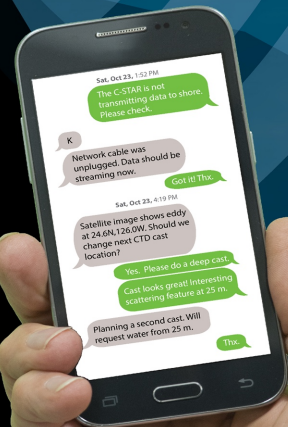 Sat, Oct 23, 1:52 PM
The C-STAR is not
transmitting data to shore.
Please check.
K
Network cable was
unplugged. Data should be
streaming now.
Got it! Thx.
Sat, Oct 23, 4:19 PM
Satellite image shows eddy
at 24.6N,126.0W. Should we
change next CTD cast
location?
Yes. Please do a deep cast.
Cast looks great! Interesting
scattering feature at 25 m.
Planning a second cast. Will
request water from 25 m.
Thx.